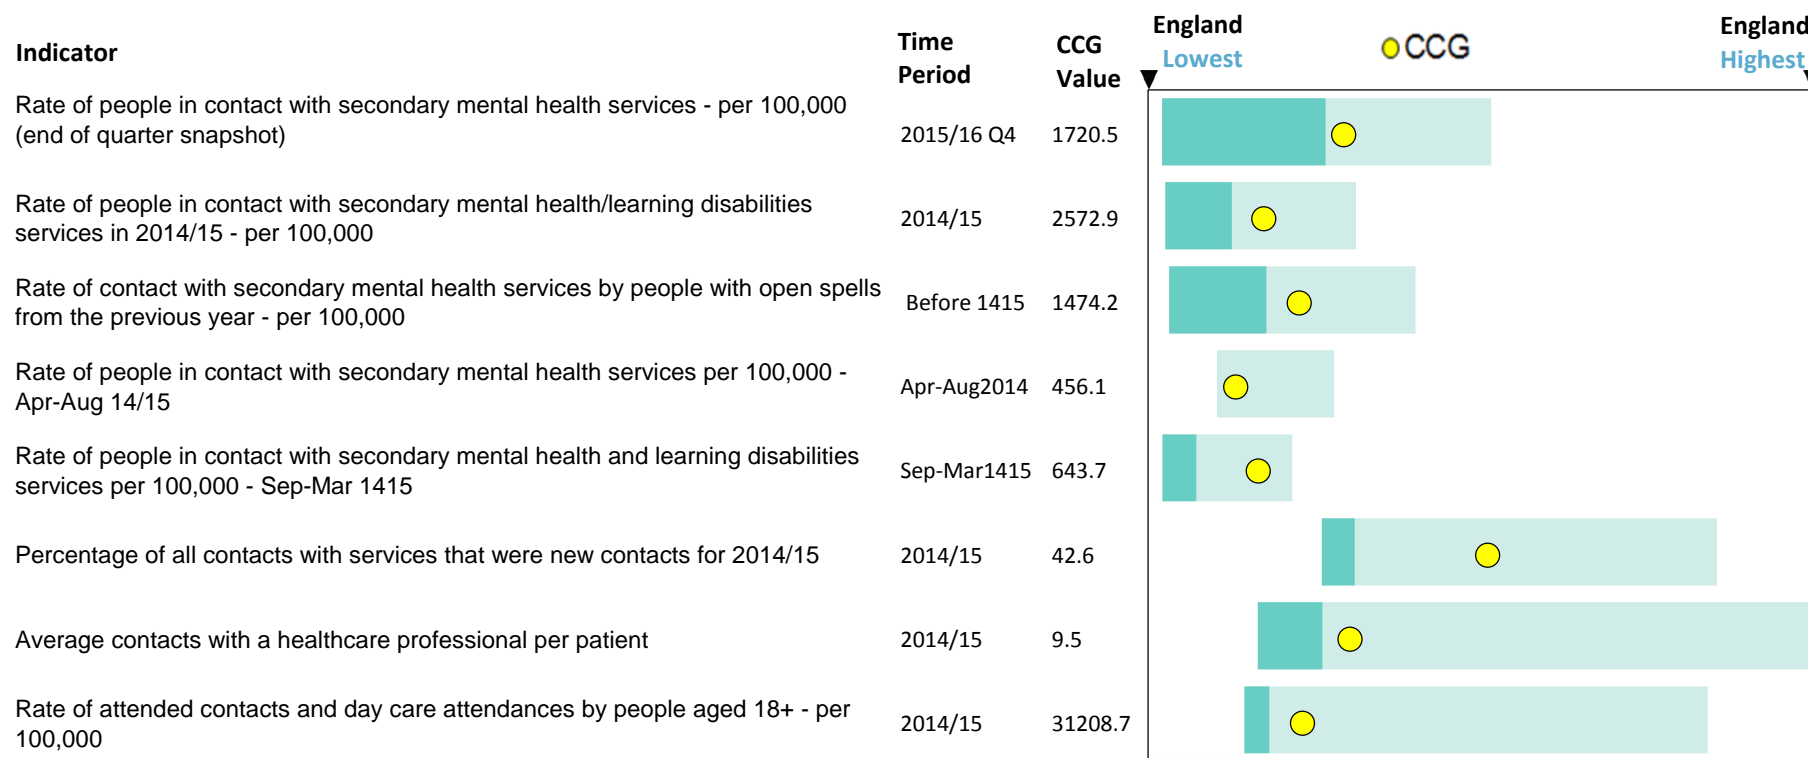 Indicator
Time Period
CCG Value
England Lowest
CCG
England Highest
Rate of people in contact with secondary mental health services - per 100,000
(end of quarter snapshot)
2015/16 Q4 1720.5
Rate of people in contact with secondary mental health/learning disabilities
services in 2014/15 - per 100,000
2014/15 2572.9
Rate of contact with secondary mental health services by people with open spells
from the previous year - per 100,000
Before 1415 1474.2
Rate of people in contact with secondary mental health services per 100,000 -
Apr-Aug 14/15
Apr-Aug2014 456.1
Rate of people in contact with secondary mental health and learning disabilities
services per 100,000 - Sep-Mar 1415
Sep-Mar1415 643.7
Percentage of all contacts with services that were new contacts for 2014/15
2014/15 42.6
Average contacts with a healthcare professional per patient
2014/15 9.5
Rate of attended contacts and day care attendances by people aged 18+ - per
100,000
2014/15 31208.7